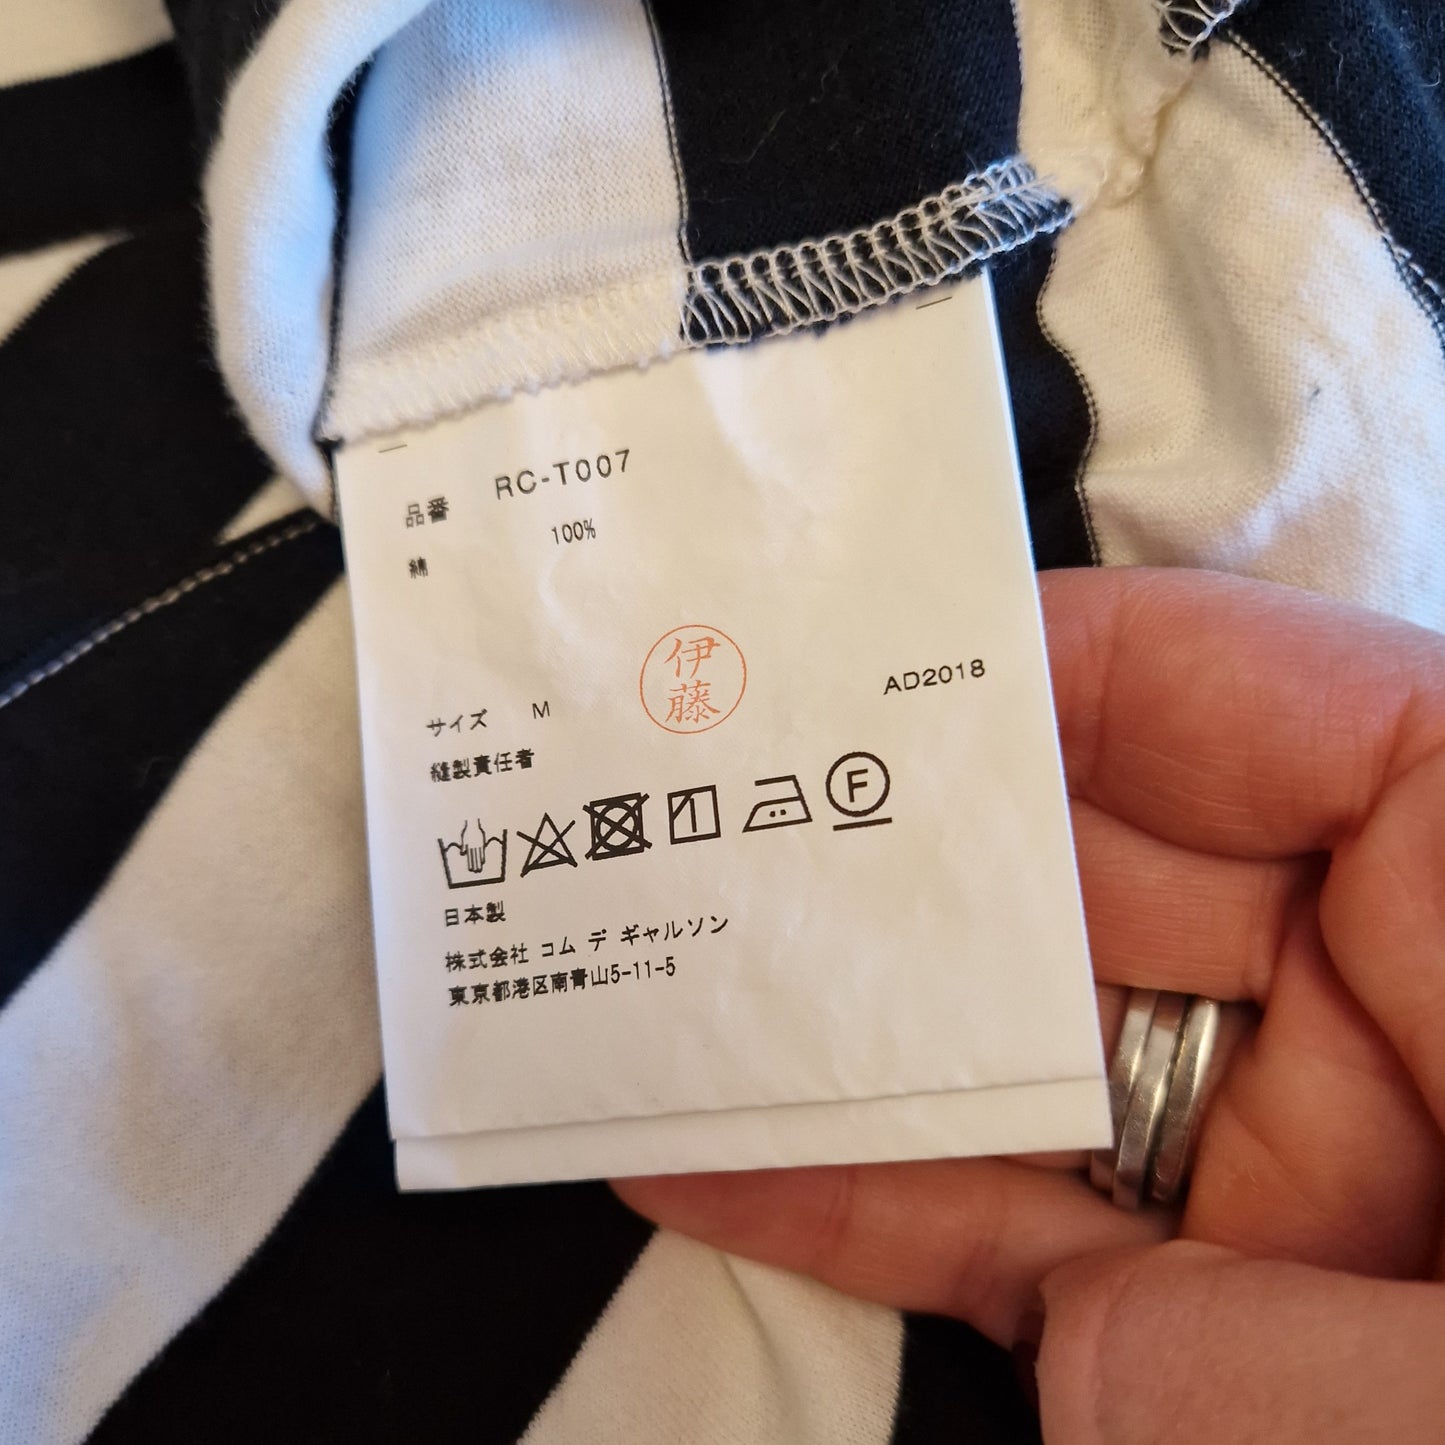 品番 RC-T007
綿 100%
伊藤
サイズ M
AD2018
縫製責任者
F
日本製
株式会社 コム デ ギャルソン
東京都港区南青山5-11-5